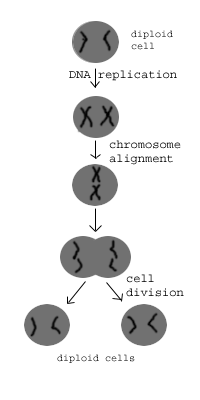 diploid
cell
DNA replication
chromosome
alignment
cell
division
diploid cells